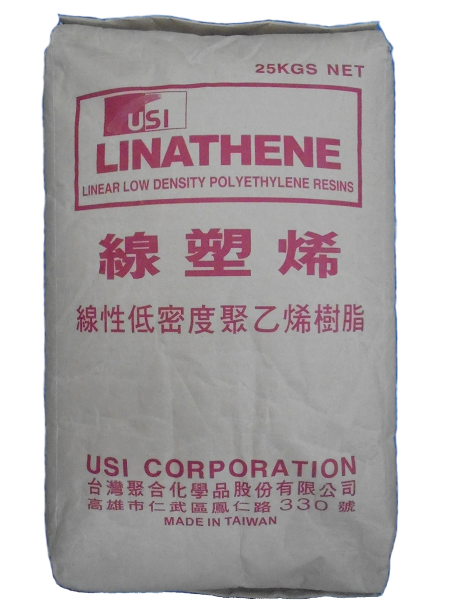 25KGS NET
USI
LINATHENE
LINEAR LOW DENSITY POLYETHYLENE RESINS
線塑烯
線性低密度聚乙烯樹脂
USI CORPORATION
台灣聚合化學品股份有限公司
高雄市仁武區鳳仁路330號
MADE IN TAIWAN